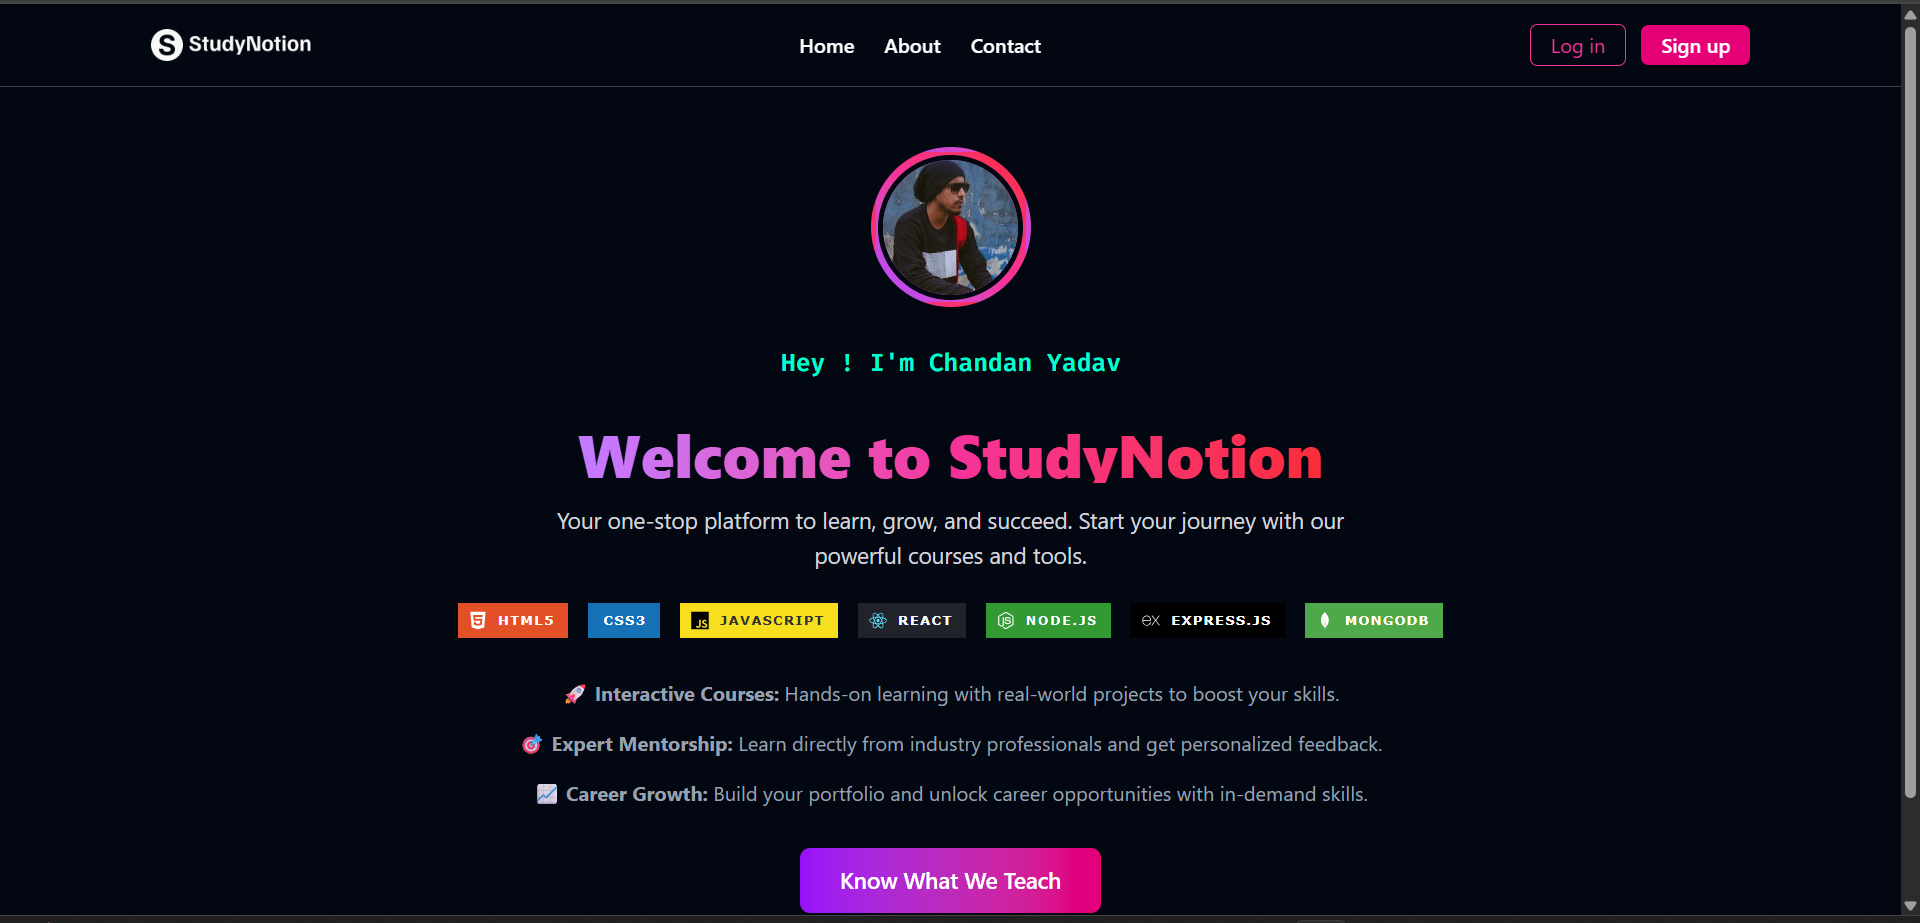 S StudyNotion
Home About Contact
Log in Sign up
Hey ! I'm Chandan Yadav
Welcome to StudyNotion
Your one-stop platform to learn, grow, and succeed. Start your journey with our
powerful courses and tools.
HTML5 CSS3 JS JAVASCRIPT REACT JS NODE.JS EX EXPRESS.JS MONGODB
🚀 Interactive Courses: Hands-on learning with real-world projects to boost your skills.
🎯 Expert Mentorship: Learn directly from industry professionals and get personalized feedback.
📈 Career Growth: Build your portfolio and unlock career opportunities with in-demand skills.
Know What We Teach